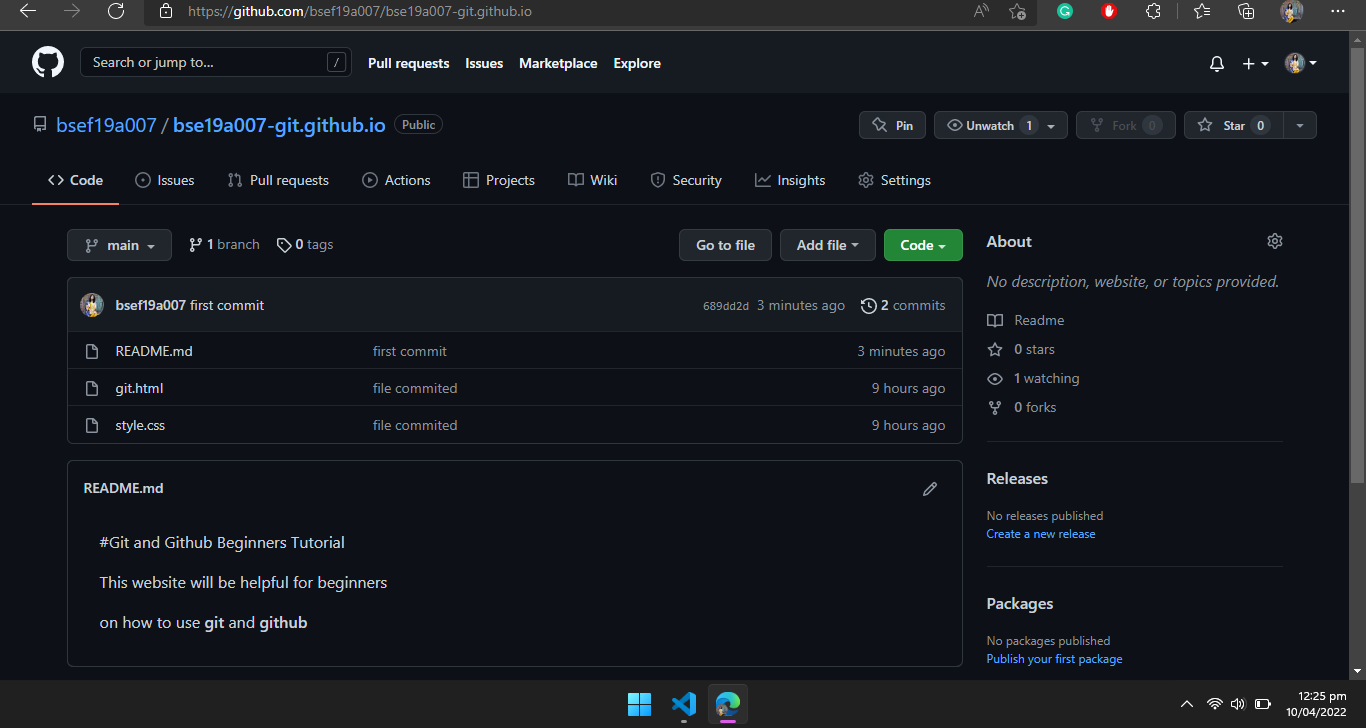 https://github.com/bsef19a007/bse19a007-git.github.io
Search or jump to... /
Pull requests Issues Marketplace Explore
bsef19a007 / bse19a007-git.github.io Public
Pin Unwatch 1 Fork 0 Star 0
Code Issues Pull requests Actions Projects Wiki Security Insights Settings
main 1 branch 0 tags Go to file Add file Code
bsef19a007 first commit 689dd2d 3 minutes ago 2 commits
README.md first commit 3 minutes ago
git.html file commited 9 hours ago
style.css file commited 9 hours ago
README.md
#Git and Github Beginners Tutorial
This website will be helpful for beginners
on how to use git and github
About
No description, website, or topics provided.
Readme
0 stars
1 watching
0 forks
Releases
No releases published
Create a new release
Packages
No packages published
Publish your first package
12:25 pm
10/04/2022